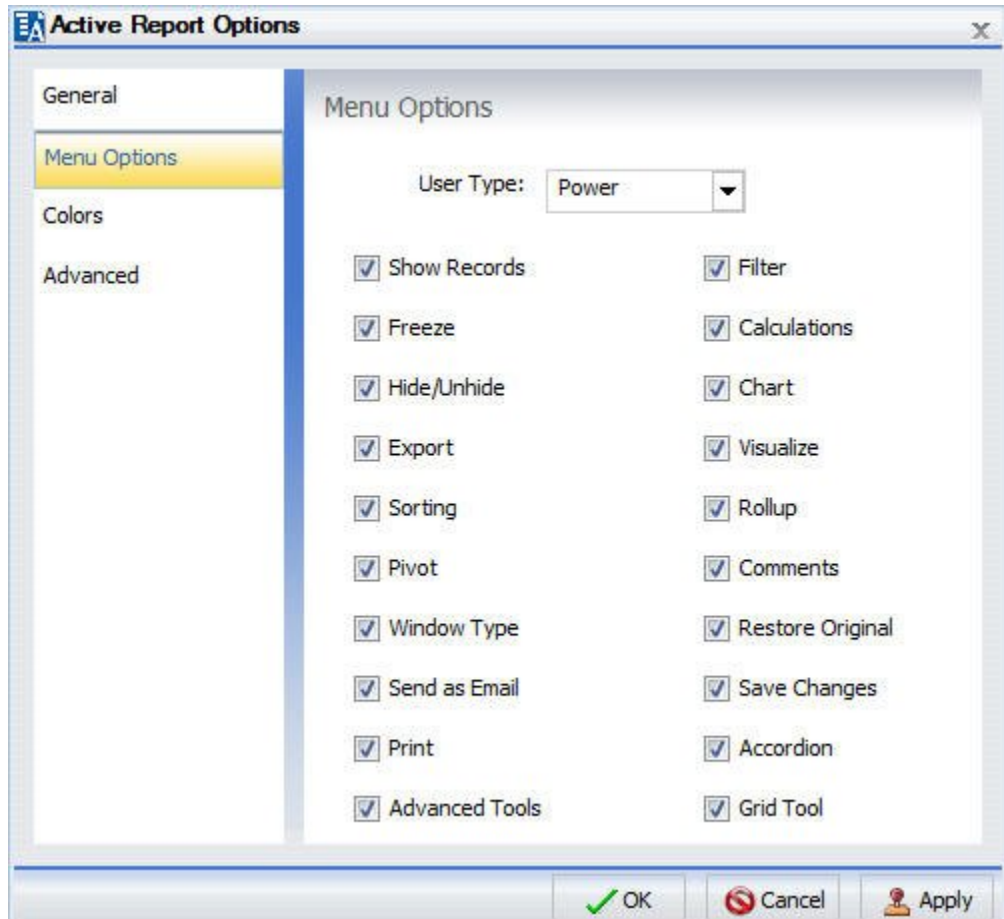 Active Report Options
General
Menu Options
Colors
Advanced
Menu Options
User Type: Power
Show Records Filter
Freeze Calculations
Hide/Unhide Chart
Export Visualize
Sorting Rollup
Pivot Comments
Window Type Restore Original
Send as Email Save Changes
Print Accordion
Advanced Tools Grid Tool
OK Cancel Apply